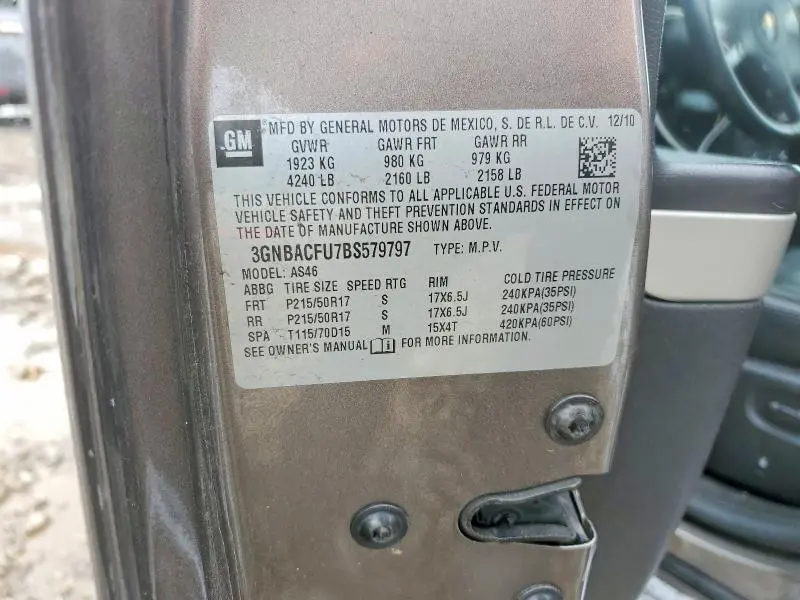 GM MFD BY GENERAL MOTORS DE MEXICO, S. DE R.L. DE C.V. 12/10
GVWR GAWR FRT GAWR RR
1923 KG 980 KG 979 KG
4240 LB 2160 LB 2158 LB
THIS VEHICLE CONFORMS TO ALL APPLICABLE U.S. FEDERAL MOTOR
VEHICLE SAFETY AND THEFT PREVENTION STANDARDS IN EFFECT ON
THE DATE OF MANUFACTURE SHOWN ABOVE.
3GNBACFU7BS579797 TYPE: M.P.V.
MODEL: AS46
ABBG TIRE SIZE SPEED RTG RIM COLD TIRE PRESSURE
FRT P215/50R17 S 17X6.5J 240KPA(35PSI)
RR P215/50R17 S 17X6.5J 240KPA(35PSI)
SPA T115/70D15 M 15X4T 420KPA(60PSI)
SEE OWNER'S MANUAL FOR MORE INFORMATION.